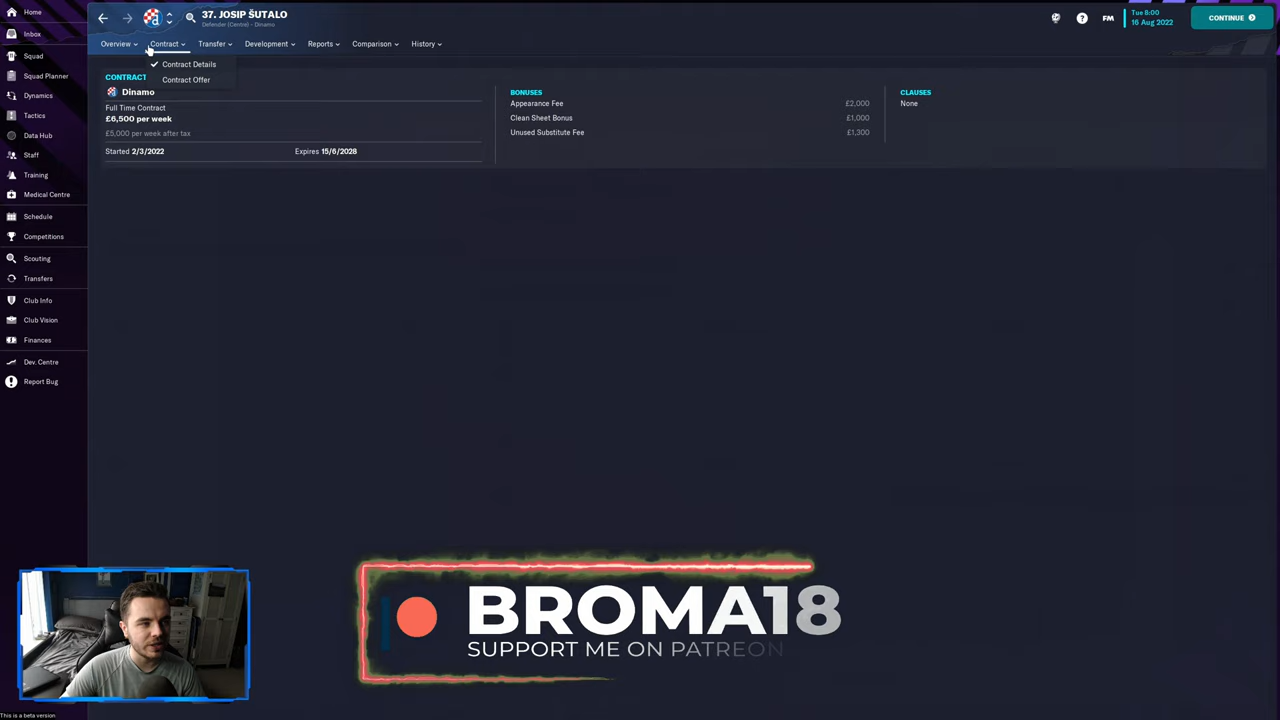 Home
Inbox
Squad
Squad Planner
Dynamics
Tactics
Data Hub
Staff
Training
Medical Centre
Schedule
Competitions
Scouting
Transfers
Club Info
Club Vision
Finances
Dev. Centre
Report Bug
This is a beta version
37. JOSIP ŠUTALO
Defender (Centre) - Dinamo
FM
Tue 8:00
16 Aug 2022
CONTINUE
Overview Contract Transfer Development Reports Comparison History
Contract Details
Contract Offer
CONTRACT
Dinamo
Full Time Contract
£6,500 per week
£5,000 per week after tax
Started 2/3/2022 Expires 15/6/2028
BONUSES
Appearance Fee £2,000
Clean Sheet Bonus £1,000
Unused Substitute Fee £1,300
CLAUSES
None
BROMA18
SUPPORT ME ON PATREON